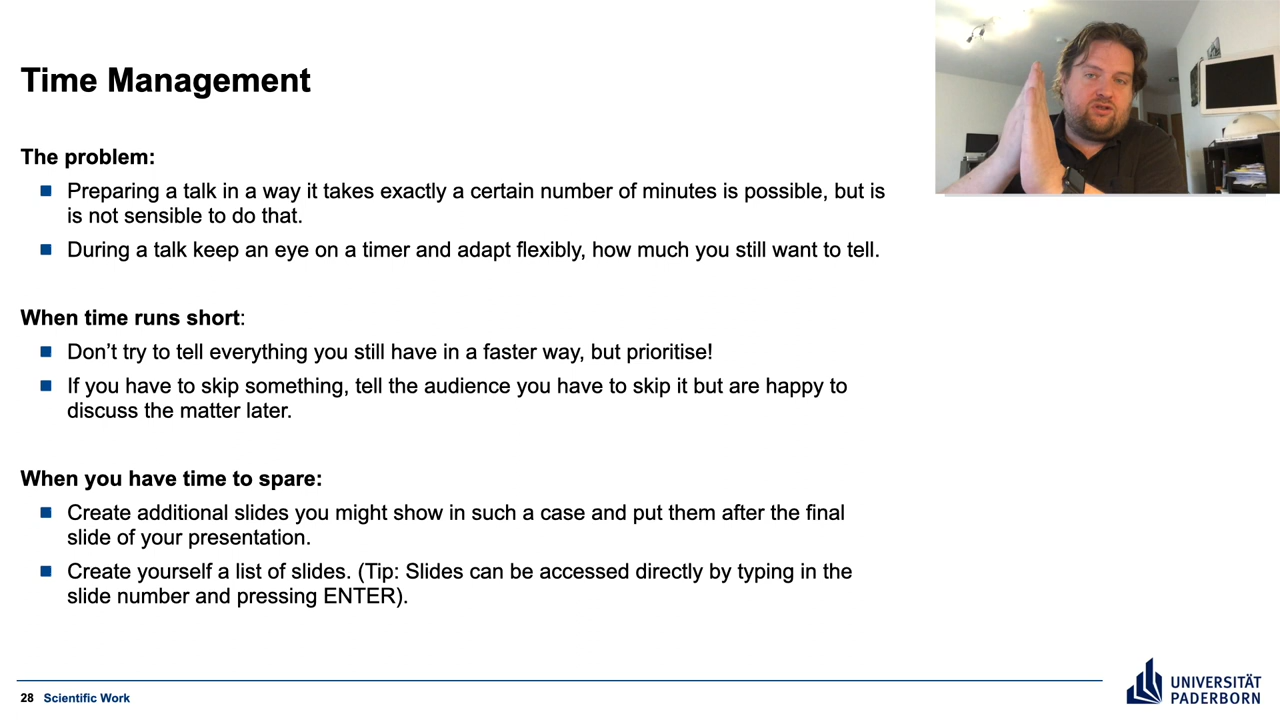 Time Management
The problem:
Preparing a talk in a way it takes exactly a certain number of minutes is possible, but is
is not sensible to do that.
During a talk keep an eye on a timer and adapt flexibly, how much you still want to tell.
When time runs short:
Don’t try to tell everything you still have in a faster way, but prioritise!
If you have to skip something, tell the audience you have to skip it but are happy to
discuss the matter later.
When you have time to spare:
Create additional slides you might show in such a case and put them after the final
slide of your presentation.
Create yourself a list of slides. (Tip: Slides can be accessed directly by typing in the
slide number and pressing ENTER).
28 Scientific Work
UNIVERSITÄT
PADERBORN